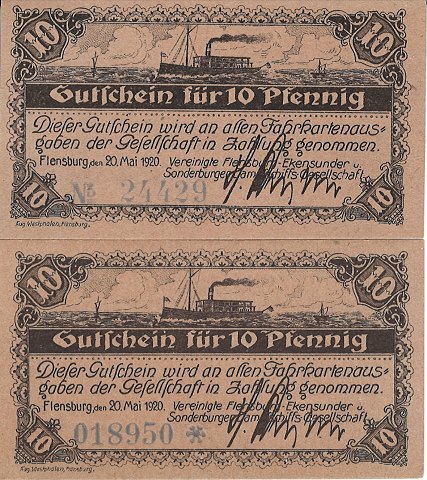 10 10
Gutschein für 10 Pfennig
Dieser Gutschein wird an allen Fahrkartenaus-
gaben der Gesellschaft in Zahlung genommen.
Flensburg, den 20. Mai 1920. Vereinigte Flensburg-Ekensunder u.
Sonderburger Dampfschiffs Gesellschaft
10 № 24429 10
Aug. Westphalen, Flensburg.
10 10
Gutschein für 10 Pfennig
Dieser Gutschein wird an allen Fahrkartenaus-
gaben der Gesellschaft in Zahlung genommen.
Flensburg, den 20. Mai 1920. Vereinigte Flensburg-Ekensunder u.
Sonderburger Dampfschiffs Gesellschaft
10 018950 * 10
Aug. Westphalen, Flensburg.